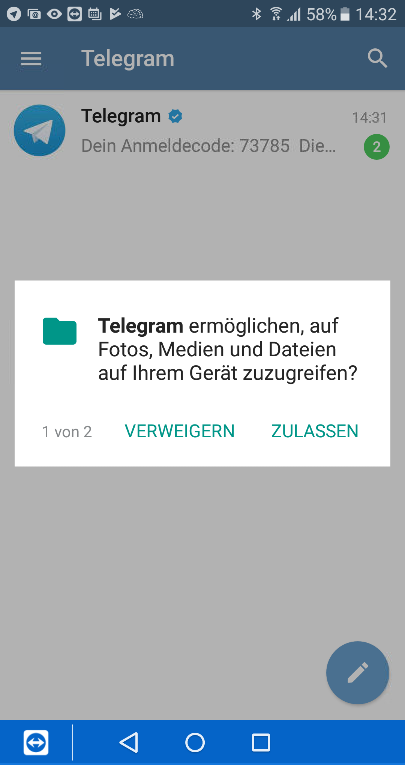 58% 14:32
Telegram
Telegram 14:31
Dein Anmeldecode: 73785 Die… 2
Telegram ermöglichen, auf
Fotos, Medien und Dateien
auf Ihrem Gerät zuzugreifen?
1 von 2 VERWEIGERN ZULASSEN